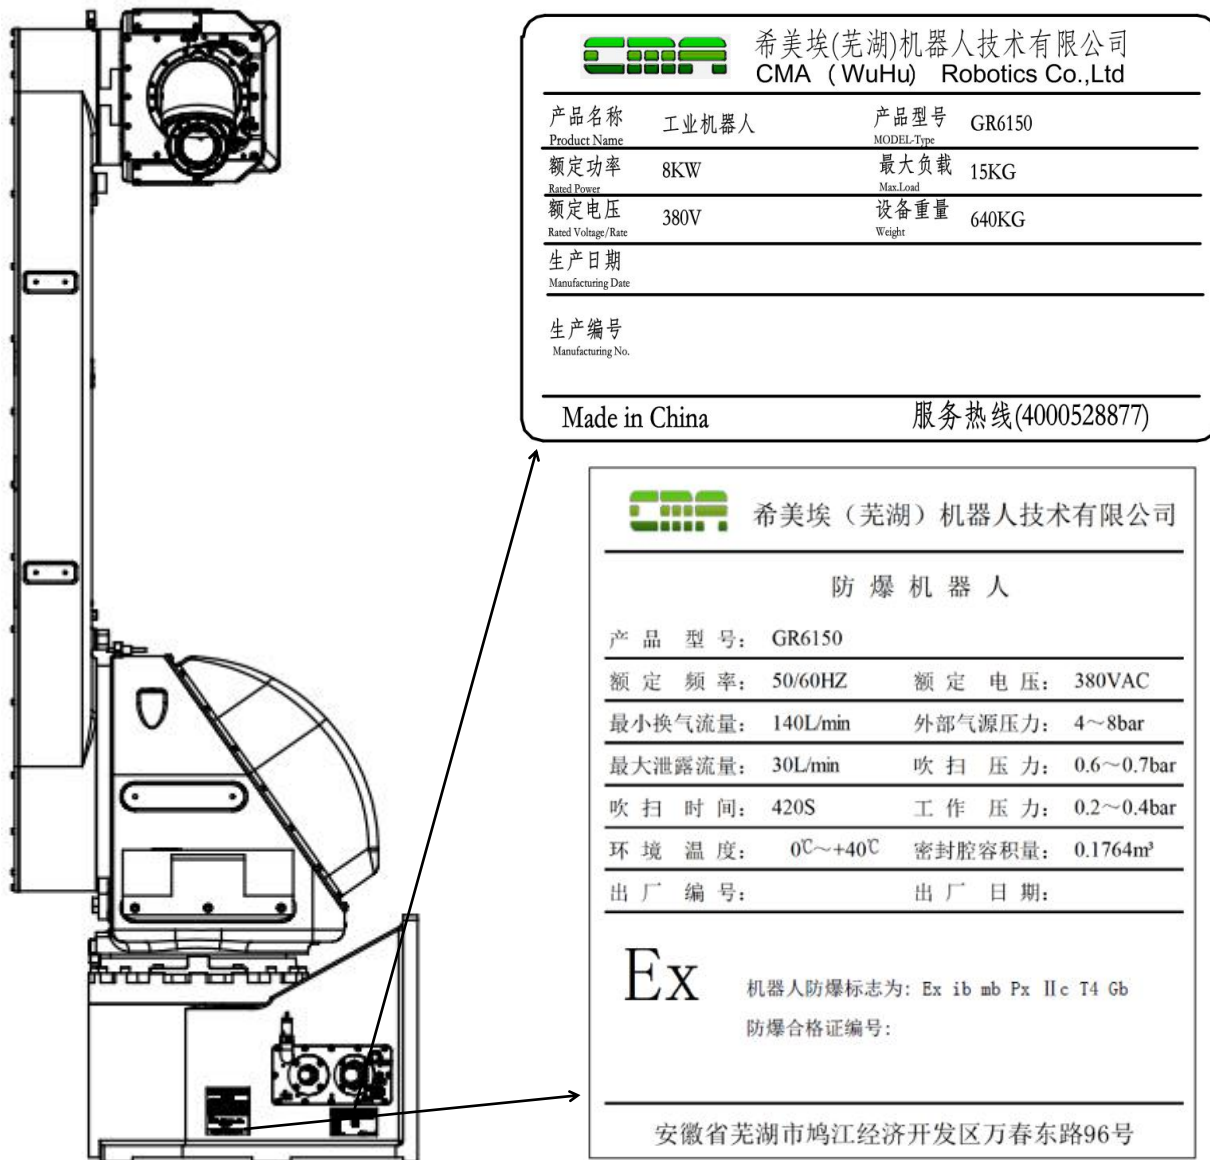 CMA 希美埃(芜湖)机器人技术有限公司
CMA (WuHu) Robotics Co.,Ltd
产品名称 工业机器人 产品型号 GR6150
Product Name MODEL-Type
额定功率 8KW 最大负载 15KG
Rated Power Max.Load
额定电压 380V 设备重量 640KG
Rated Voltage/Rate Weight
生产日期
Manufacturing Date
生产编号
Manufacturing No.
Made in China 服务热线(4000528877)
CMA 希美埃（芜湖）机器人技术有限公司
防爆机器人
产品型号: GR6150
额定频率: 50/60HZ 额定电压: 380VAC
最小换气流量: 140L/min 外部气源压力: 4～8bar
最大泄露流量: 30L/min 吹扫压力: 0.6～0.7bar
吹扫时间: 420S 工作压力: 0.2～0.4bar
环境温度: 0℃～+40℃ 密封腔容积量: 0.1764m³
出厂编号: 出厂日期:
Ex
机器人防爆标志为: Ex ib mb Px Ⅱc T4 Gb
防爆合格证编号:
安徽省芜湖市鸠江经济开发区万春东路96号